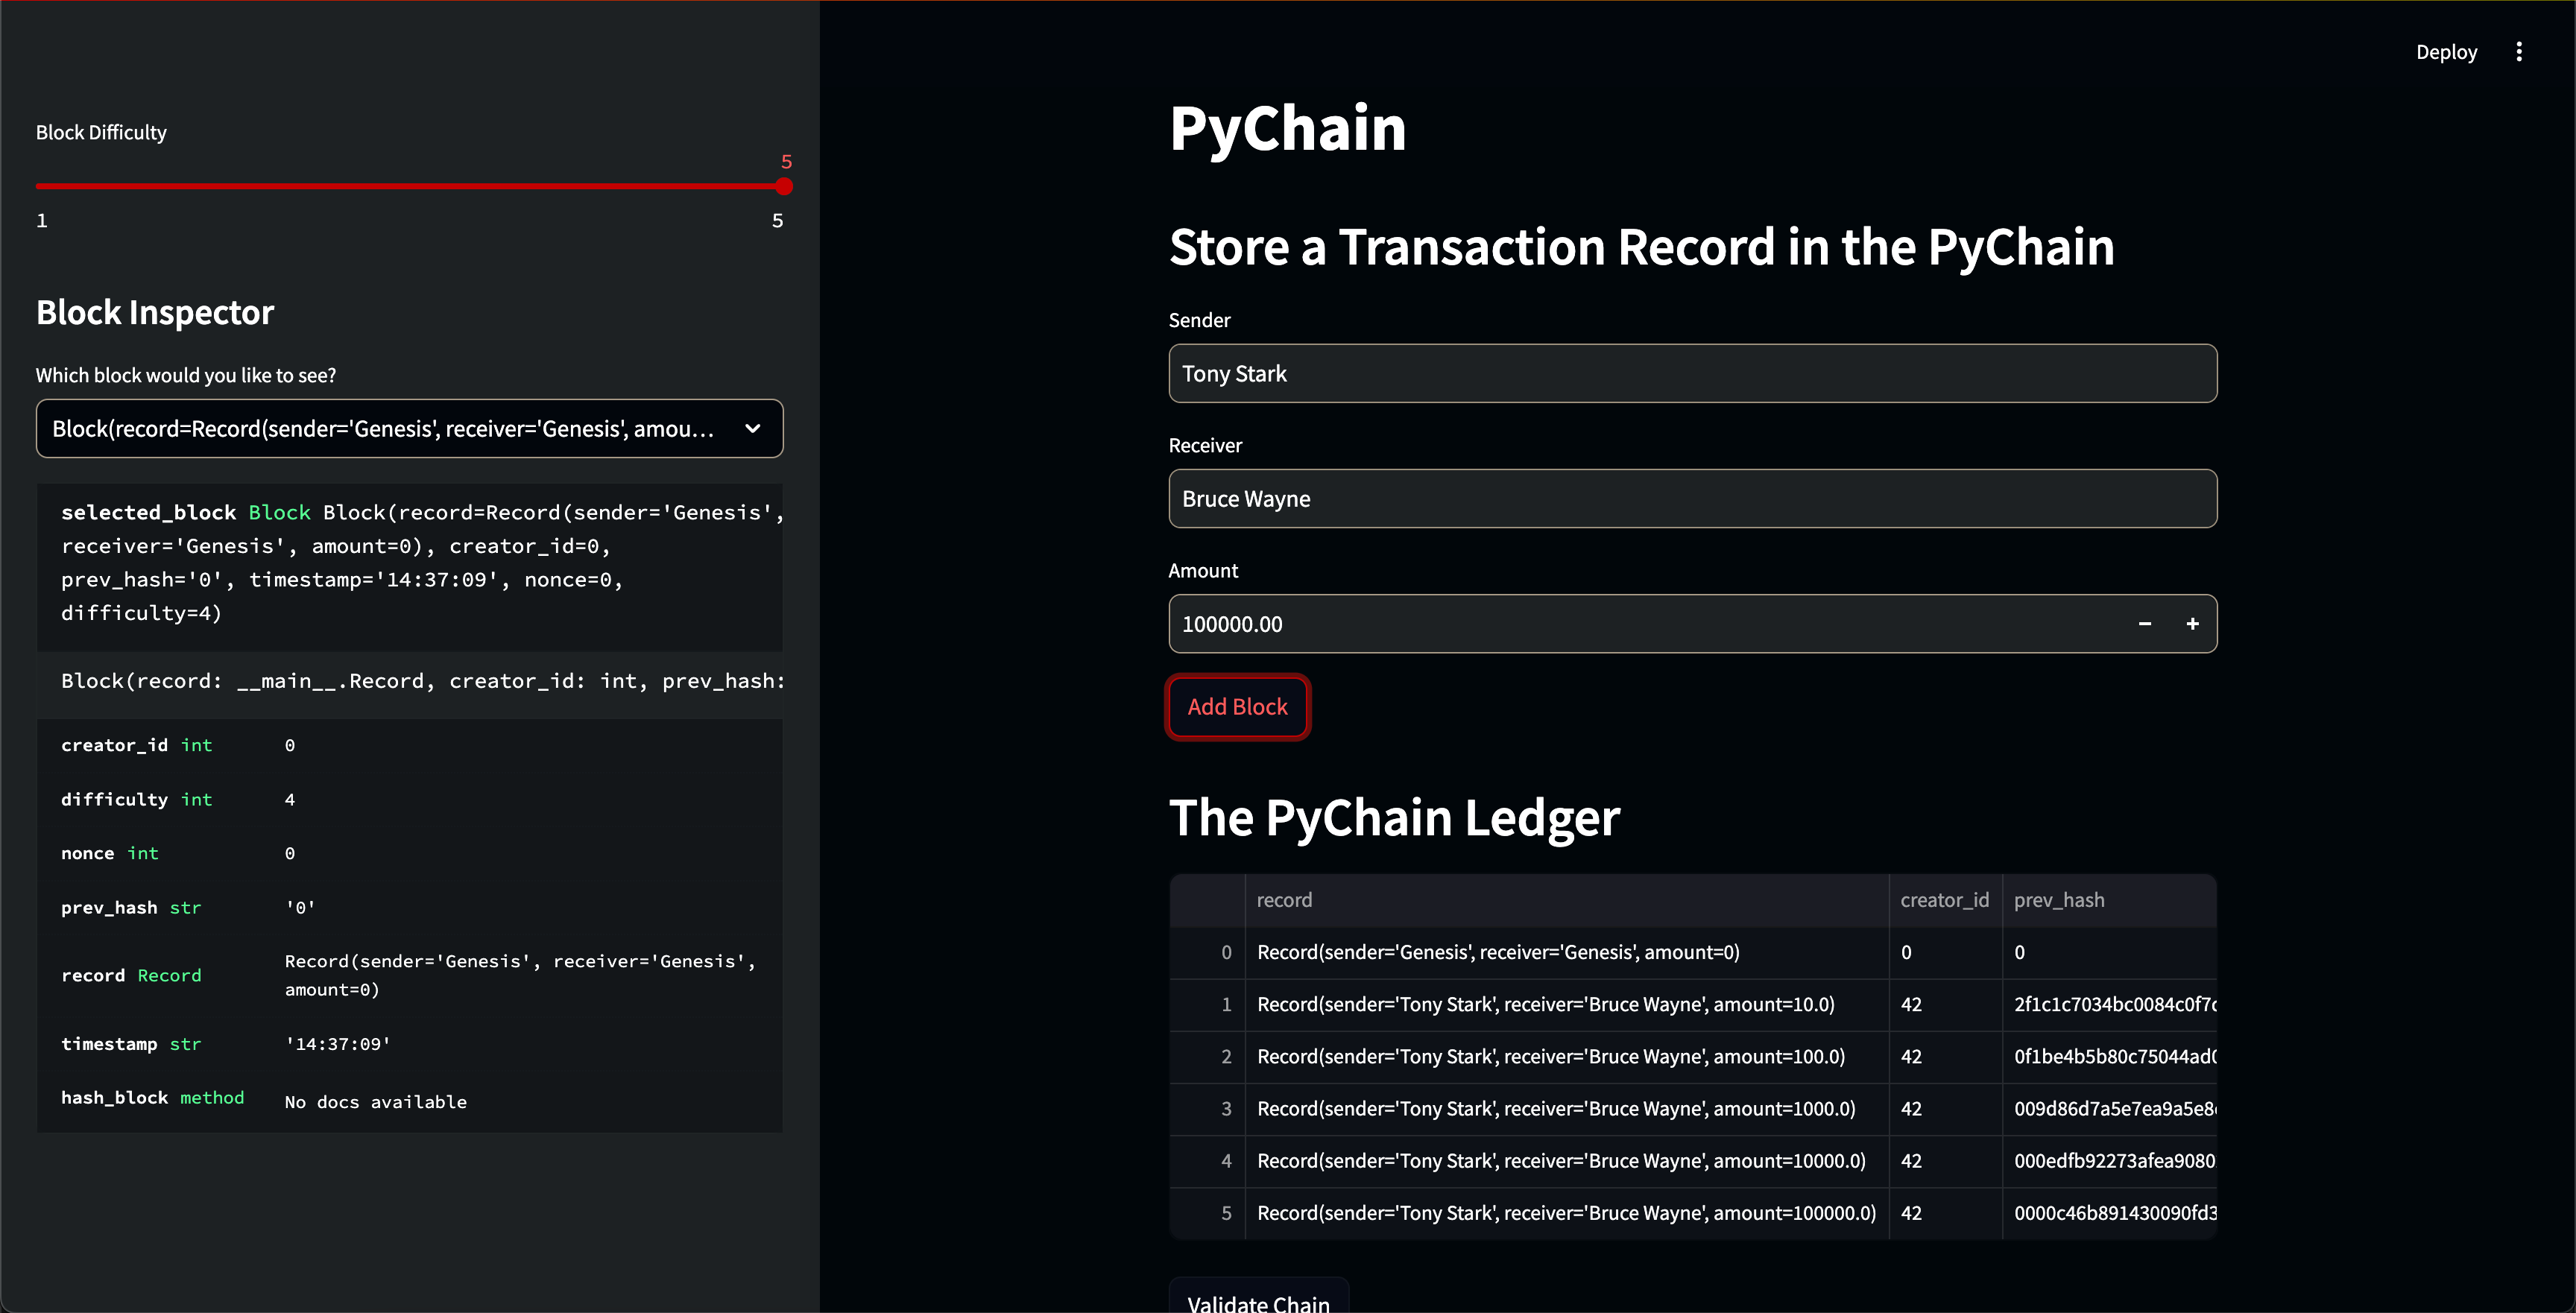 Deploy
Block Difficulty
5
1 5
Block Inspector
Which block would you like to see?
Block(record=Record(sender='Genesis', receiver='Genesis', amou...
selected_block Block Block(record=Record(sender='Genesis',
receiver='Genesis', amount=0), creator_id=0,
prev_hash='0', timestamp='14:37:09', nonce=0,
difficulty=4)
Block(record: __main__.Record, creator_id: int, prev_hash:
creator_id int 0
difficulty int 4
nonce int 0
prev_hash str '0'
record Record Record(sender='Genesis', receiver='Genesis',
amount=0)
timestamp str '14:37:09'
hash_block method No docs available
PyChain
Store a Transaction Record in the PyChain
Sender
Tony Stark
Receiver
Bruce Wayne
Amount
100000.00
Add Block
The PyChain Ledger
record creator_id prev_hash
0 Record(sender='Genesis', receiver='Genesis', amount=0) 0 0
1 Record(sender='Tony Stark', receiver='Bruce Wayne', amount=10.0) 42 2f1c1c7034bc0084c0f7c
2 Record(sender='Tony Stark', receiver='Bruce Wayne', amount=100.0) 42 0f1be4b5b80c75044ad0
3 Record(sender='Tony Stark', receiver='Bruce Wayne', amount=1000.0) 42 009d86d7a5e7ea9a5e8
4 Record(sender='Tony Stark', receiver='Bruce Wayne', amount=10000.0) 42 000edfb92273afea9080
5 Record(sender='Tony Stark', receiver='Bruce Wayne', amount=100000.0) 42 0000c46b891430090fd3
Validate Chain